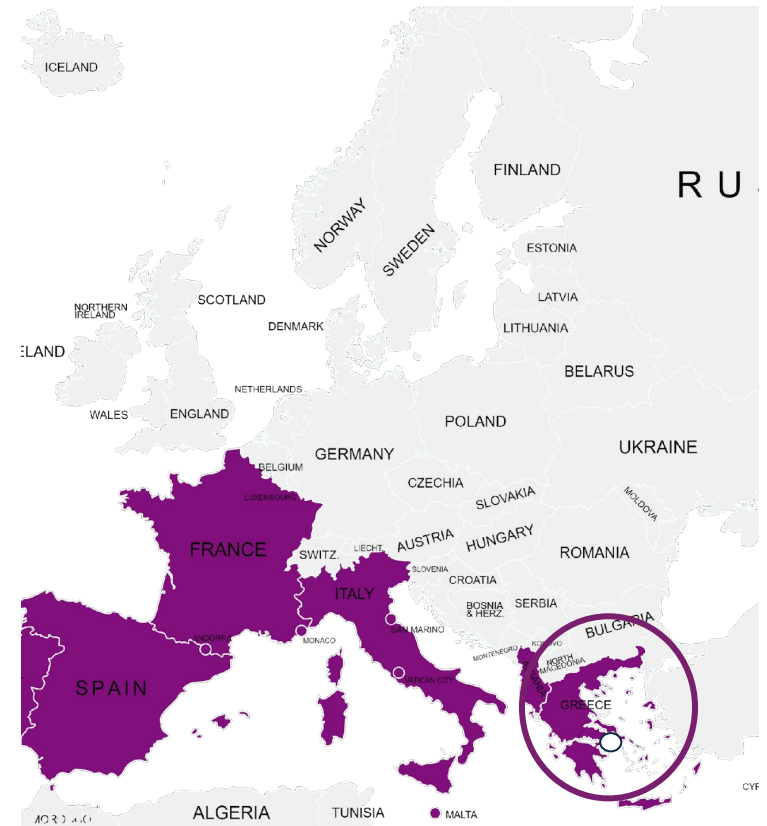 ICELAND
FINLAND
R U
NORWAY
SWEDEN
ESTONIA
SCOTLAND
LATVIA
NORTHERN
IRELAND
DENMARK
LITHUANIA
ELAND
BELARUS
NETHERLANDS
WALES
ENGLAND
POLAND
UKRAINE
GERMANY
BELGIUM
CZECHIA
LUXEMBOURG
SLOVAKIA
MOLDOVA
FRANCE
SWITZ.
LIECHT.
AUSTRIA
HUNGARY
ROMANIA
SLOVENIA
CROATIA
ITALY
BOSNIA
& HERZ.
SERBIA
SAN MARINO
BULGARIA
ANDORRA
MONACO
KOSOVO
MONTENEGRO
NORTH
MACEDONIA
ALBANIA
VATICAN CITY
SPAIN
GREECE
CYP
ALGERIA
TUNISIA
MALTA